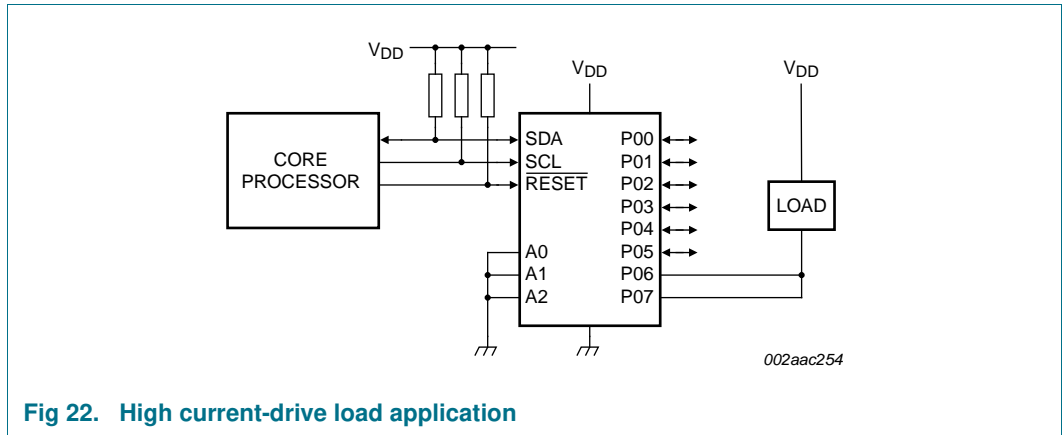 VDD
VDD
VDD
CORE
PROCESSOR
SDA
SCL
RESET
A0
A1
A2
P00
P01
P02
P03
P04
P05
P06
P07
LOAD
002aac254
Fig 22. High current-drive load application